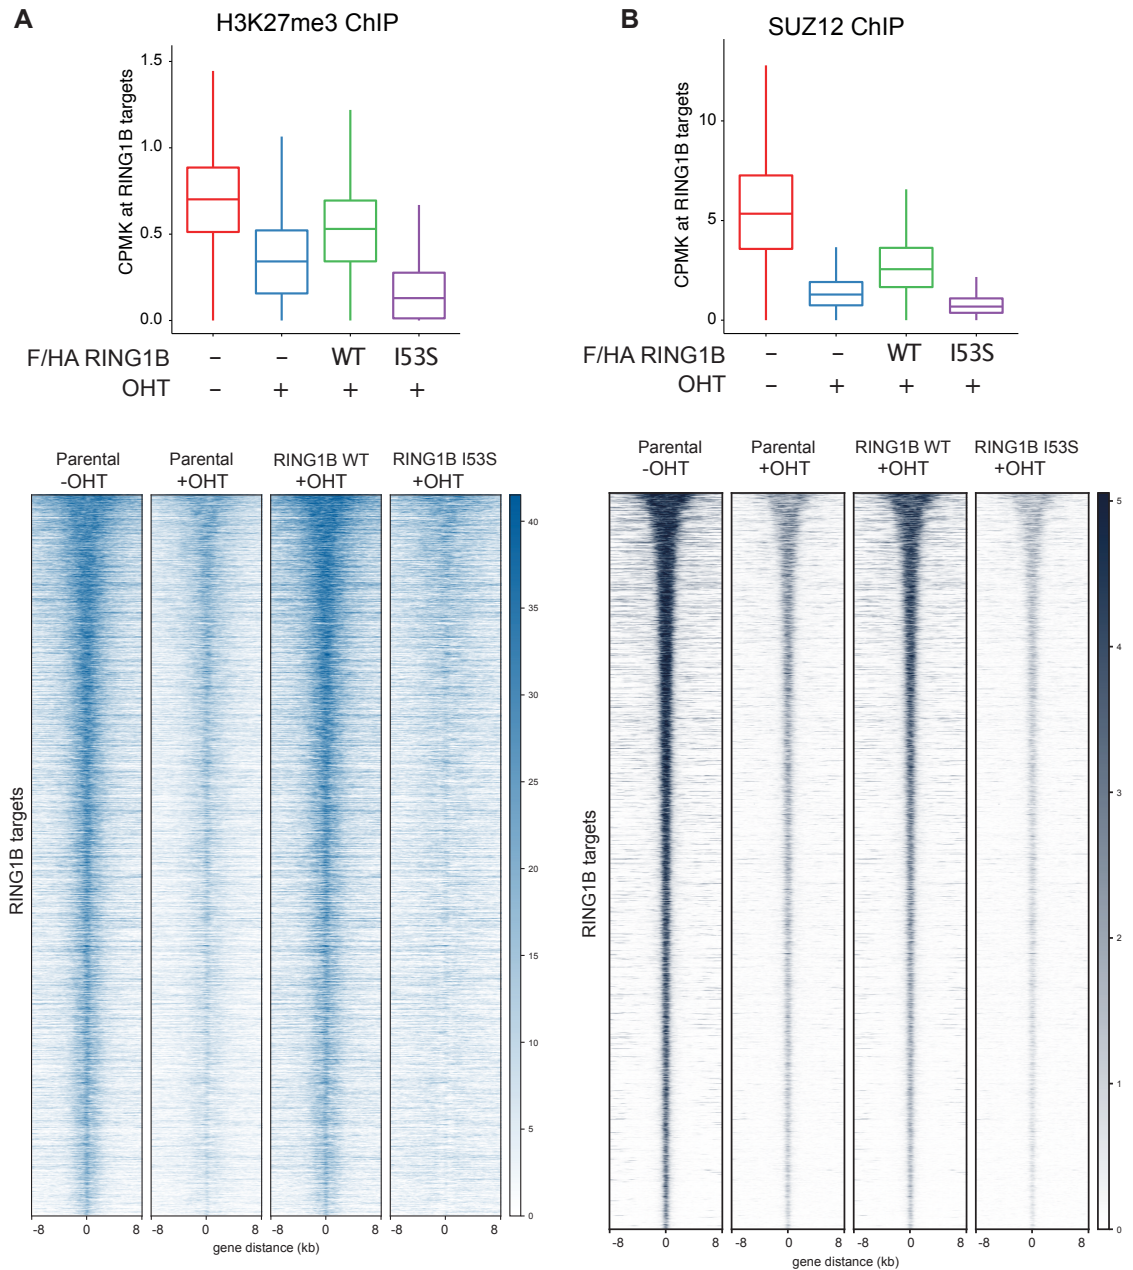 A
H3K27me3 ChIP
CPMK at RING1B targets
1.5
1.0
0.5
0.0
F/HA RING1B – – WT I53S
OHT – + + +
B
SUZ12 ChIP
CPMK at RING1B targets
10
5
0
F/HA RING1B – – WT I53S
OHT – + + +
Parental
-OHT
Parental
+OHT
RING1B WT
+OHT
RING1B I53S
+OHT
RING1B targets
40
35
30
25
20
15
10
5
0
-8 0 8 -8 0 8 -8 0 8 -8 0 8
gene distance (kb)
Parental
-OHT
Parental
+OHT
RING1B WT
+OHT
RING1B I53S
+OHT
RING1B targets
5
4
3
2
1
0
-8 0 8 -8 0 8 -8 0 8 -8 0 8
gene distance (kb)